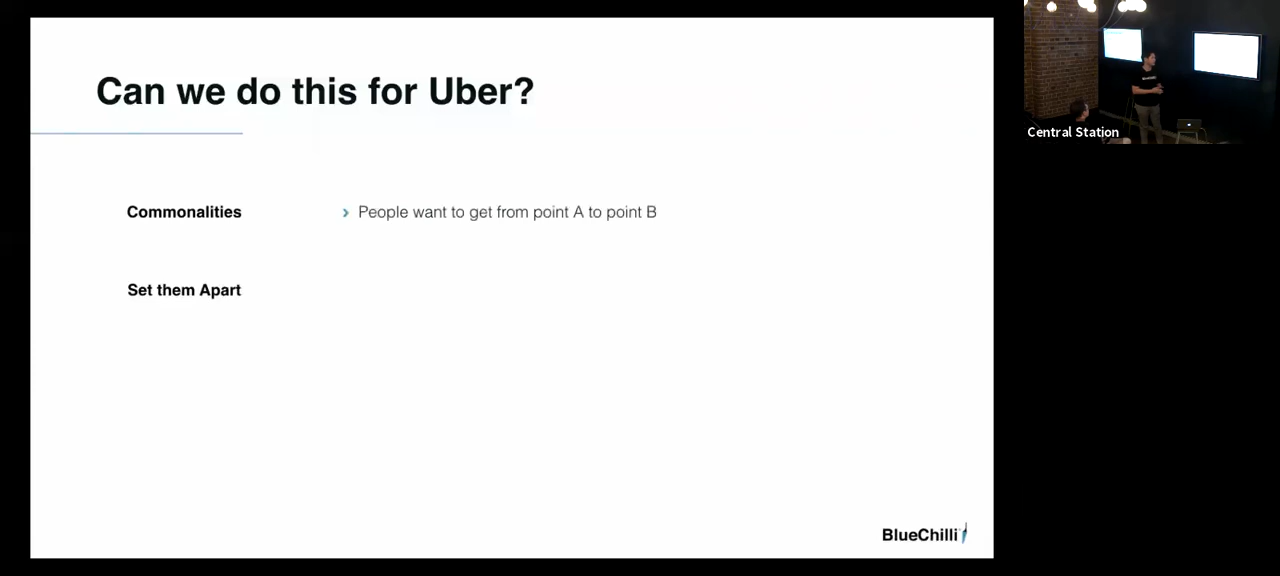 Can we do this for Uber?
Commonalities
› People want to get from point A to point B
Set them Apart
BlueChilli
Central Station